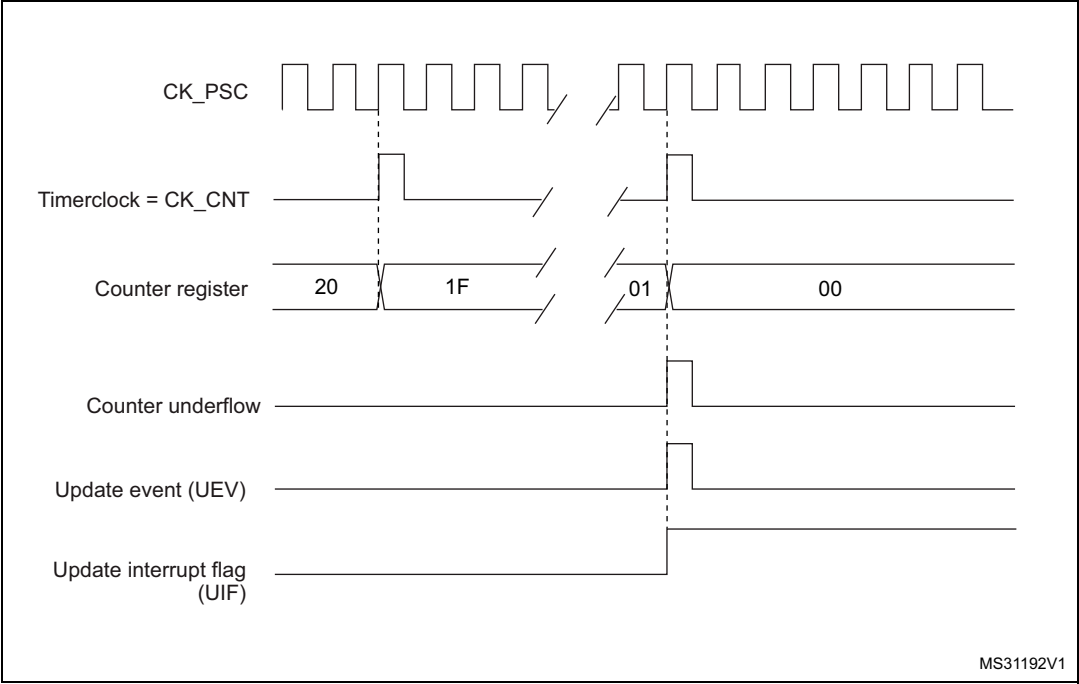 CK_PSC
Timerclock = CK_CNT
Counter register 20 1F 01 00
Counter underflow
Update event (UEV)
Update interrupt flag
(UIF)
MS31192V1